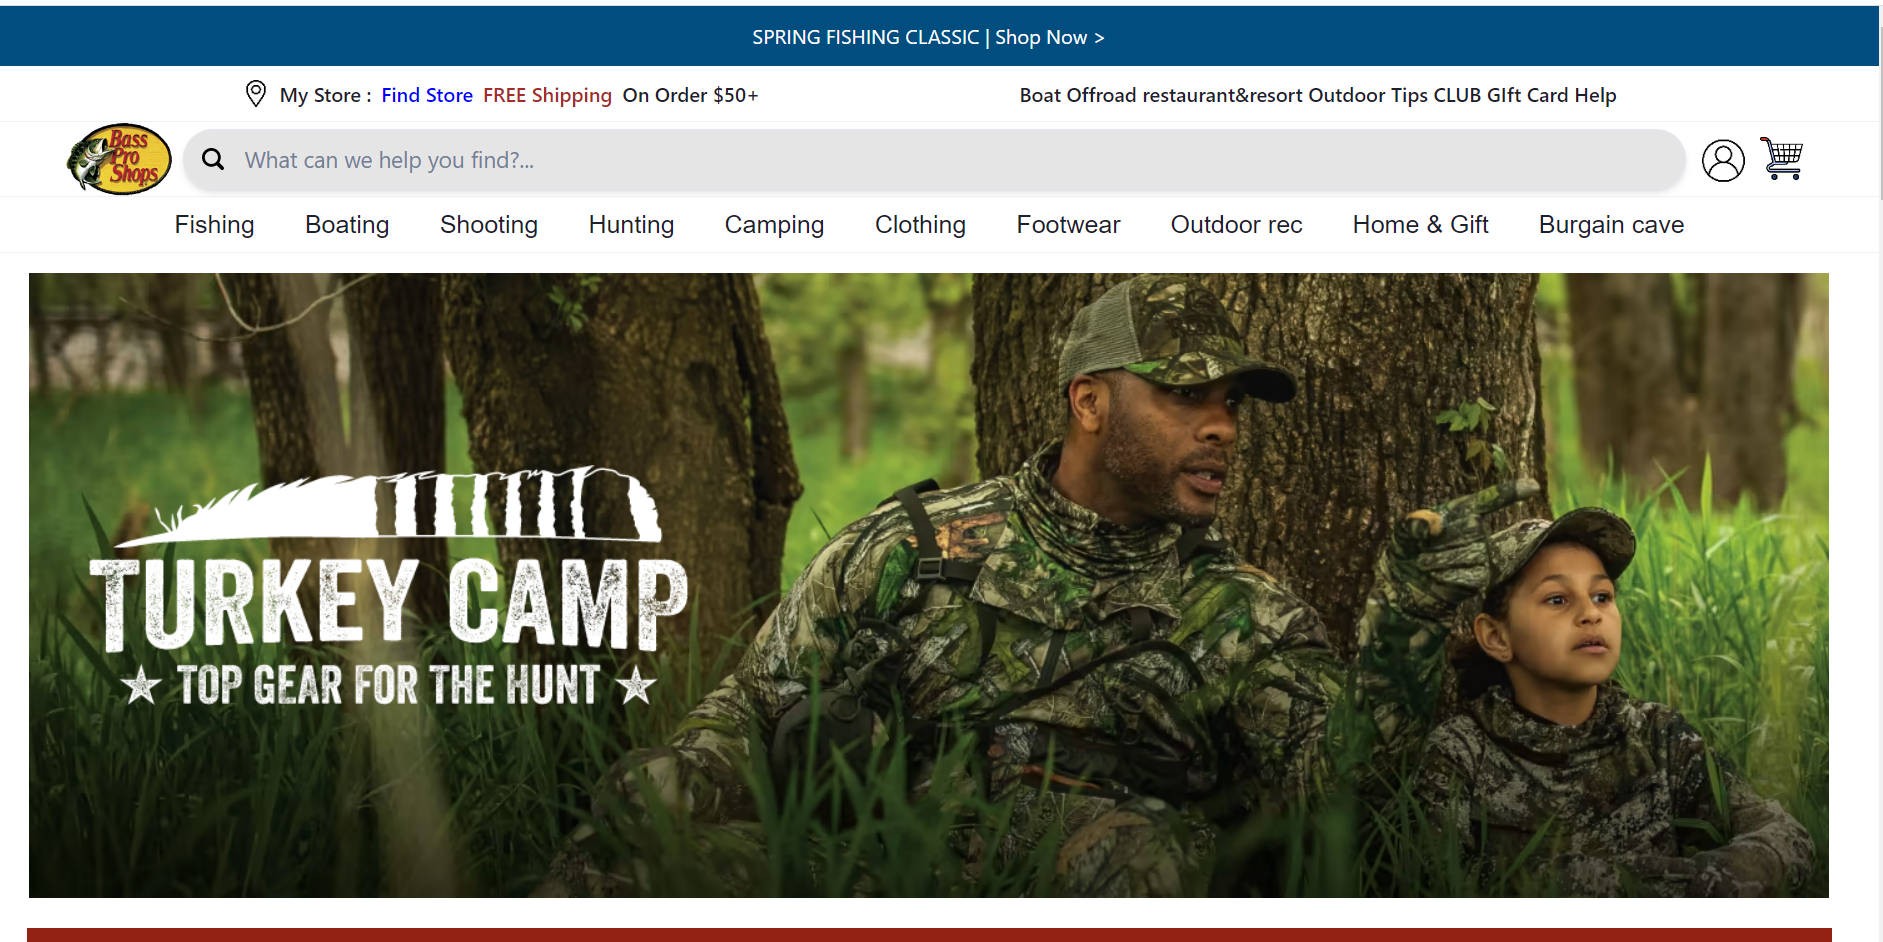 SPRING FISHING CLASSIC | Shop Now >
My Store : Find Store FREE Shipping On Order $50+
Boat Offroad restaurant&resort Outdoor Tips CLUB GIft Card Help
Bass
Pro
Shops
What can we help you find?...
Fishing Boating Shooting Hunting Camping Clothing Footwear Outdoor rec Home & Gift Burgain cave
TURKEY CAMP
★ TOP GEAR FOR THE HUNT ★